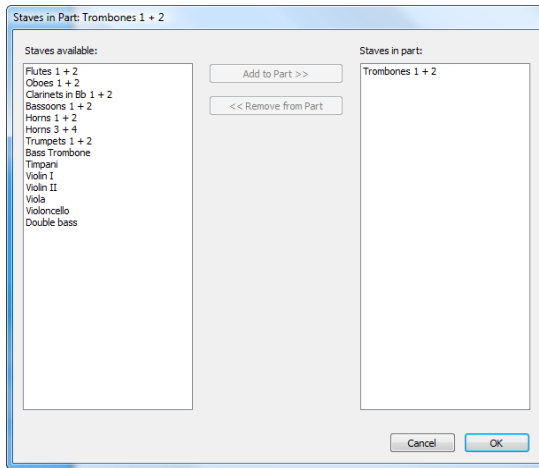 Staves in Part: Trombones 1 + 2
Staves available:
Flutes 1 + 2
Oboes 1 + 2
Clarinets in Bb 1 + 2
Bassoons 1 + 2
Horns 1 + 2
Horns 3 + 4
Trumpets 1 + 2
Bass Trombone
Timpani
Violin I
Violin II
Viola
Violoncello
Double bass
Add to Part >>
<< Remove from Part
Staves in part:
Trombones 1 + 2
Cancel
OK